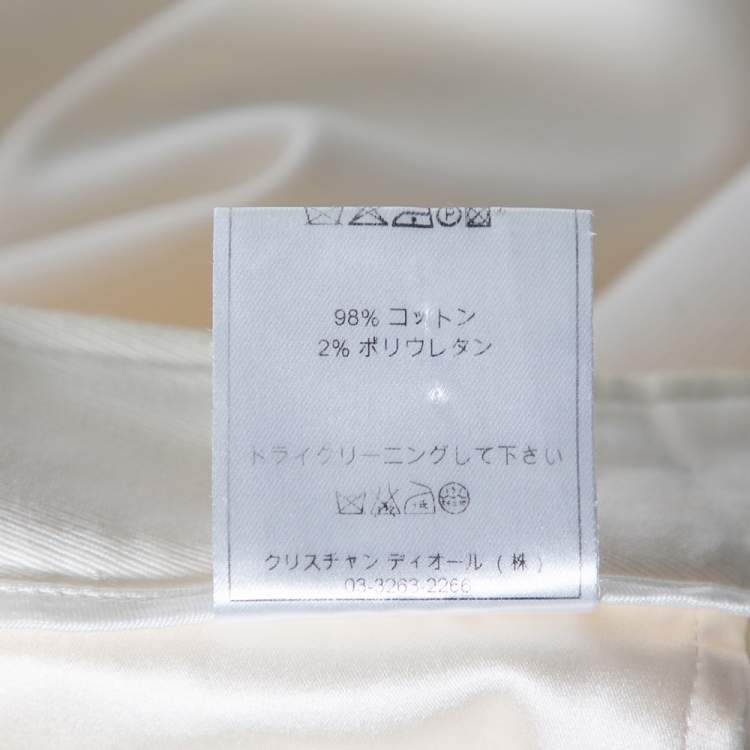 98% コットン
2% ポリウレタン
ドライクリーニングして下さい
クリスチャン ディオール (株)
03-3263-2266